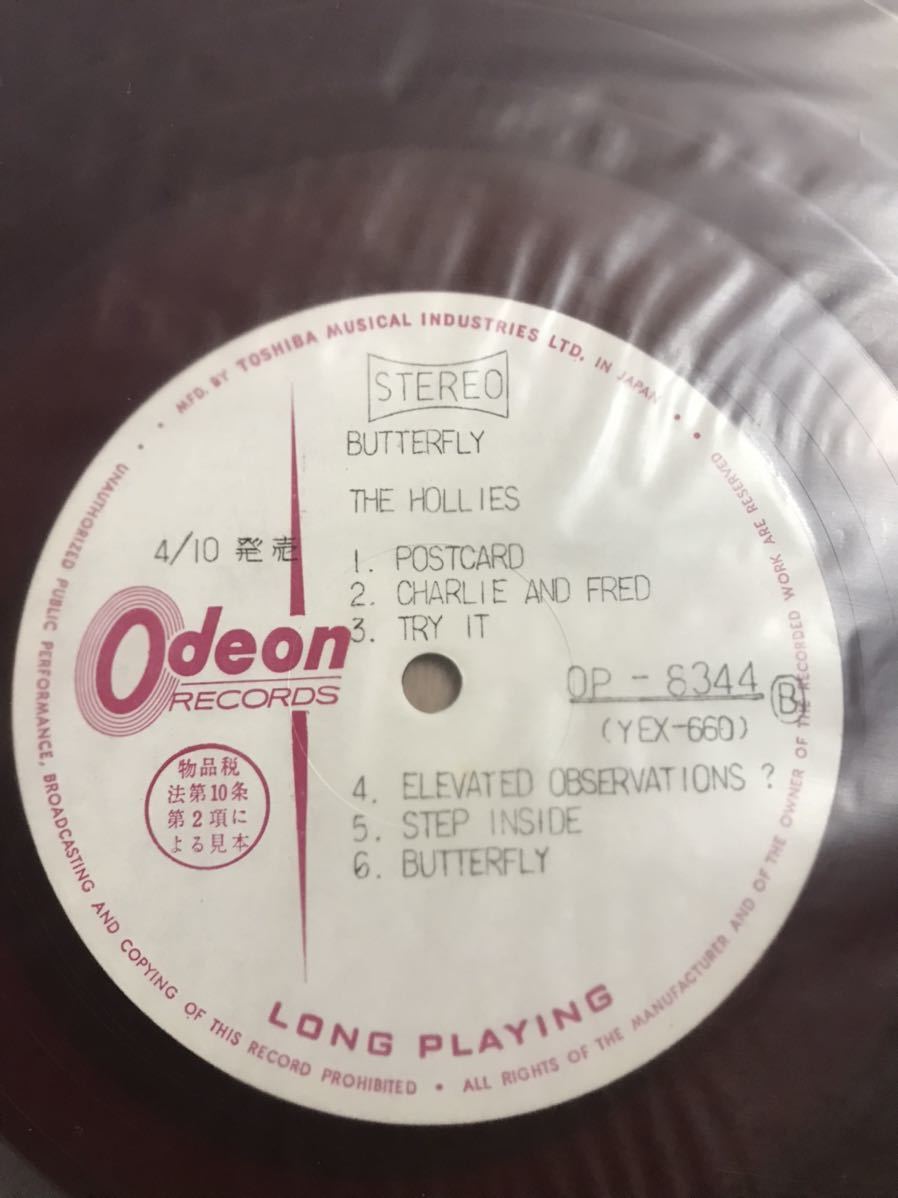 MFD. BY TOSHIBA MUSICAL INDUSTRIES LTD. IN JAPAN
STEREO
BUTTERFLY
THE HOLLIES
4/10 発売
1. POSTCARD
2. CHARLIE AND FRED
3. TRY IT
Odeon
RECORDS
OP-8344 B
(YEX-660)
物品税
法第10条
第2項に
よる見本
4. ELEVATED OBSERVATIONS ?
5. STEP INSIDE
6. BUTTERFLY
LONG PLAYING
UNAUTHORIZED PUBLIC PERFORMANCE, BROADCASTING AND COPYING OF THIS RECORD PROHIBITED • ALL RIGHTS OF THE MANUFACTURER AND OF THE OWNER OF THE RECORDED WORK ARE RESERVED